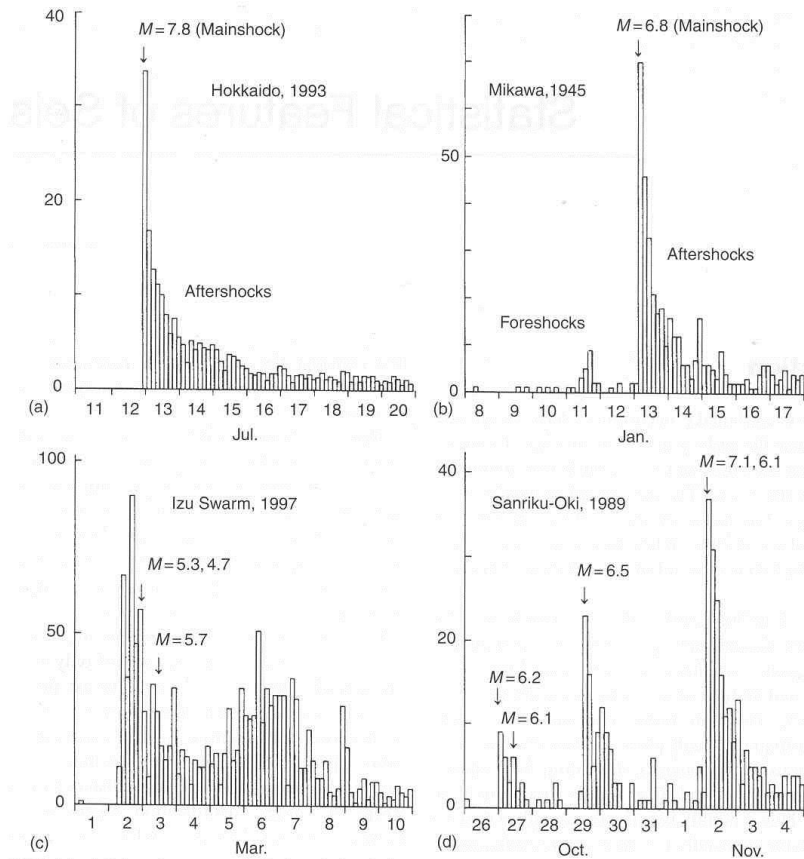 40
20
0
M=7.8 (Mainshock)
Hokkaido, 1993
Aftershocks
11 12 13 14 15 16 17 18 19 20
(a)
Jul.
50
0
M=6.8 (Mainshock)
Mikawa,1945
Foreshocks
Aftershocks
8 9 10 11 12 13 14 15 16 17
(b)
Jan.
100
50
0
Izu Swarm, 1997
M=5.3, 4.7
M=5.7
1 2 3 4 5 6 7 8 9 10
(c)
Mar.
40
20
0
Sanriku-Oki, 1989
M=7.1, 6.1
M=6.5
M=6.2
M=6.1
26 27 28 29 30 31 1 2 3 4
(d)
Oct.
Nov.